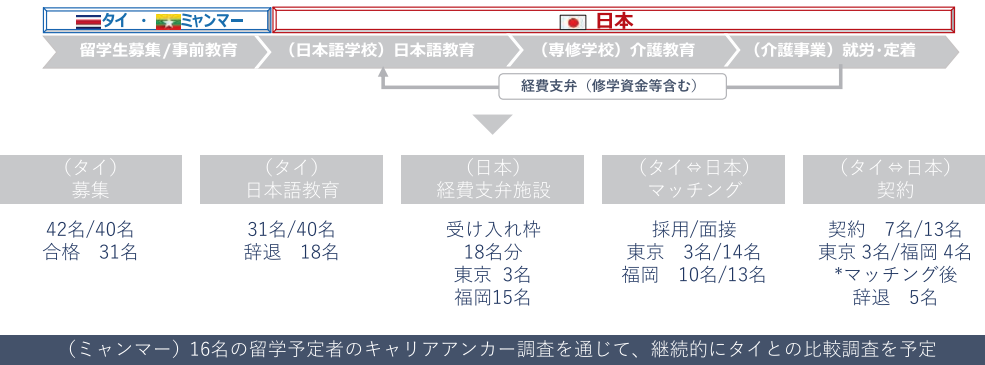 タイ ・ ミャンマー
日本
留学生募集/事前教育
（日本語学校）日本語教育
（専修学校）介護教育
（介護事業）就労・定着
経費支弁（修学資金等含む）
（タイ）
募集
42名/40名
合格　31名
（タイ）
日本語教育
31名/40名
辞退　18名
（日本）
経費支弁施設
受け入れ枠
18名分
東京 3名
福岡15名
（タイ⇔日本）
マッチング
採用/面接
東京　3名/14名
福岡　10名/13名
（タイ⇔日本）
契約
契約　7名/13名
東京 3名/福岡 4名
*マッチング後
辞退　5名
（ミャンマー）16名の留学予定者のキャリアアンカー調査を通じて、継続的にタイとの比較調査を予定